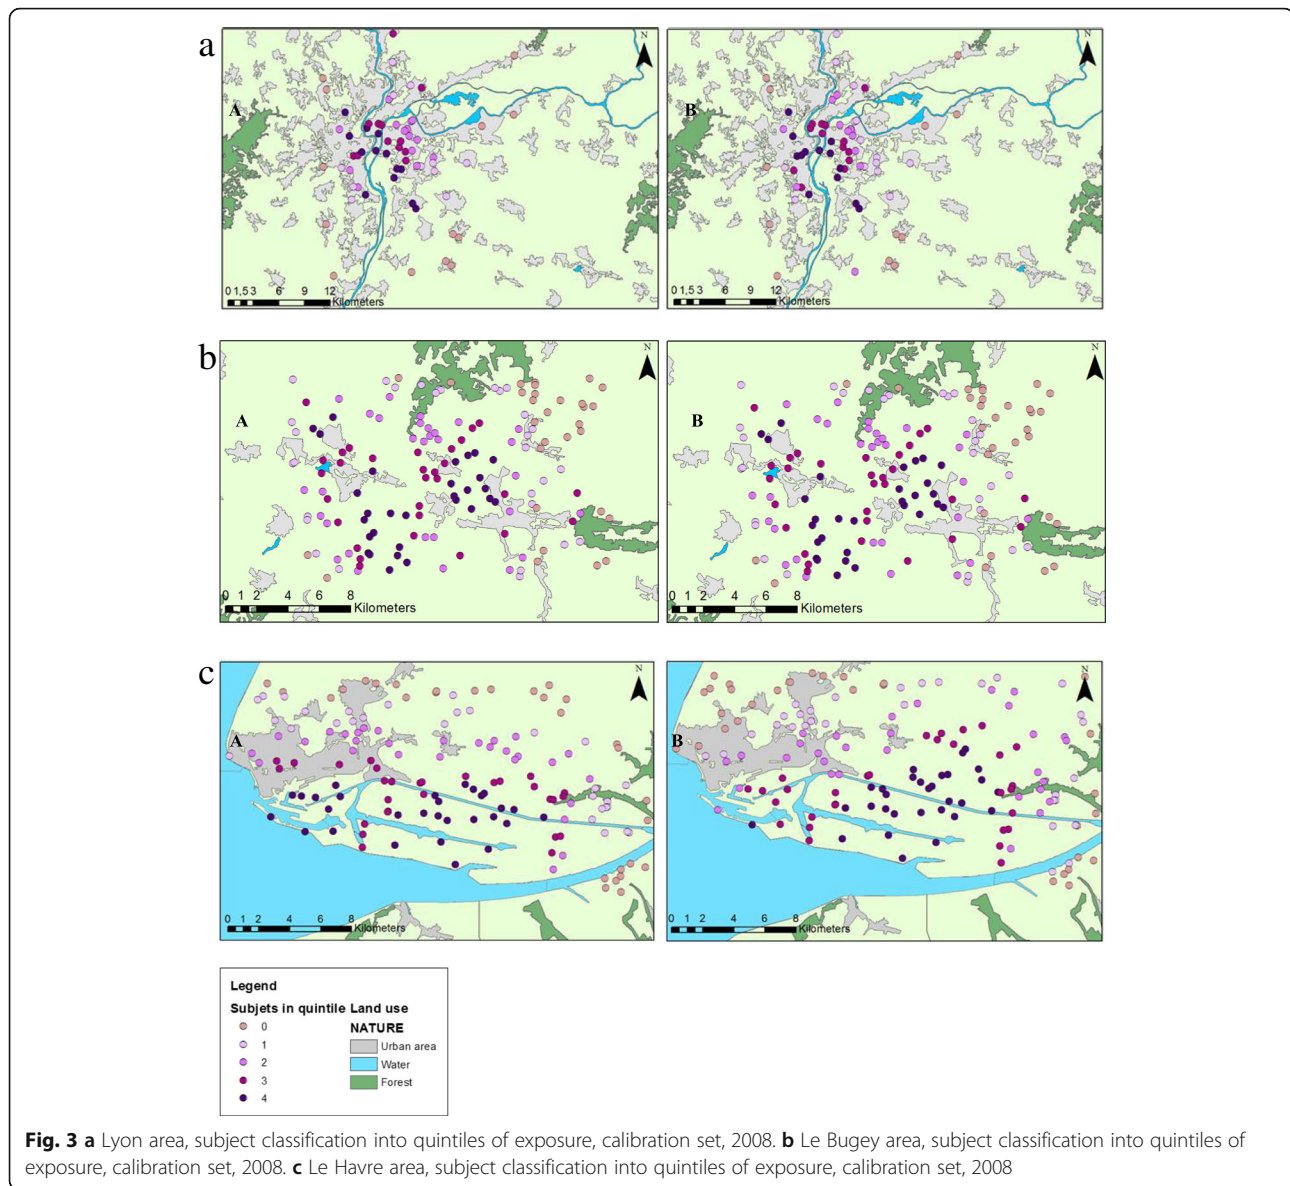 a
N
N
A
B
0 1,5 3 6 9 12
Kilometers
0 1,5 3 6 9 12
Kilometers
b
N
N
A
B
0 1 2 4 6 8
Kilometers
0 1 2 4 6 8
Kilometers
c
N
N
A
B
0 1 2 4 6 8
Kilometers
0 1 2 4 6 8
Kilometers
Legend
Subjets in quintile Land use
0 NATURE
1 Urban area
2 Water
3 Forest
4
Fig. 3 a Lyon area, subject classification into quintiles of exposure, calibration set, 2008. b Le Bugey area, subject classification into quintiles of
exposure, calibration set, 2008. c Le Havre area, subject classification into quintiles of exposure, calibration set, 2008